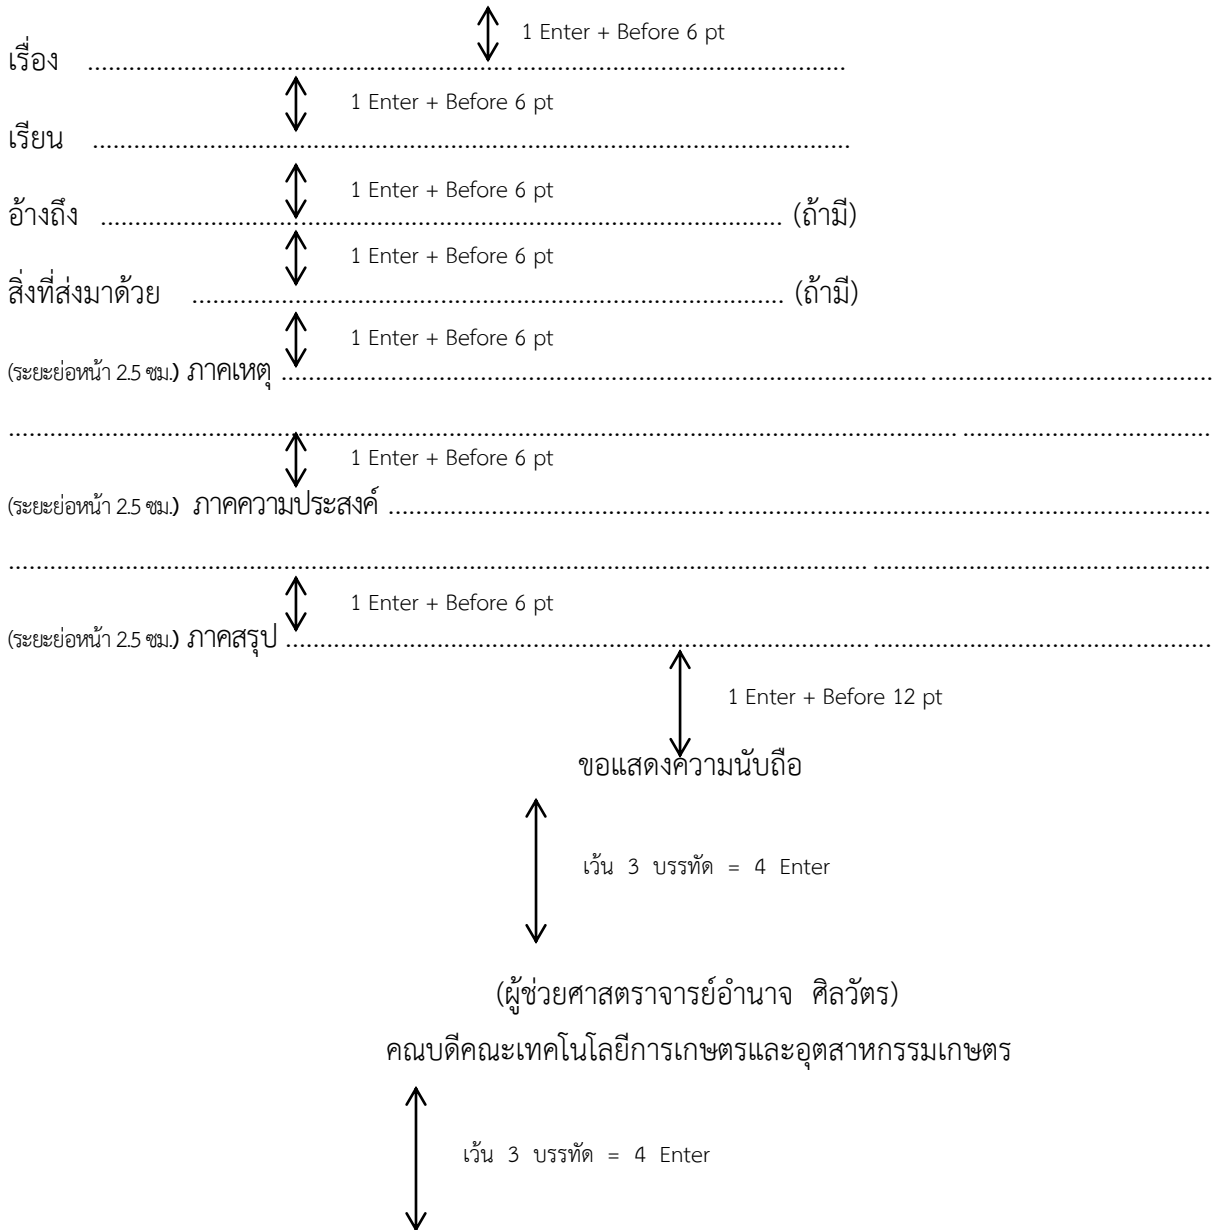 1 Enter + Before 6 pt
เรื่อง ..............................................................................................................
1 Enter + Before 6 pt
เรียน ..............................................................................................................
1 Enter + Before 6 pt
อ้างถึง .................................................................................................... (ถ้ามี)
1 Enter + Before 6 pt
สิ่งที่ส่งมาด้วย ....................................................................................... (ถ้ามี)
1 Enter + Before 6 pt
(ระยะย่อหน้า 2.5 ซม.) ภาคเหตุ ........................................................................................................................................
................................................................................................................................................................................
1 Enter + Before 6 pt
(ระยะย่อหน้า 2.5 ซม.) ภาคความประสงค์ ........................................................................................................................
................................................................................................................................................................................
1 Enter + Before 6 pt
(ระยะย่อหน้า 2.5 ซม.) ภาคสรุป .......................................................................................................................................
1 Enter + Before 12 pt
ขอแสดงความนับถือ
เว้น 3 บรรทัด = 4 Enter
(ผู้ช่วยศาสตราจารย์อำนาจ ศิลวัตร)
คณบดีคณะเทคโนโลยีการเกษตรและอุตสาหกรรมเกษตร
เว้น 3 บรรทัด = 4 Enter